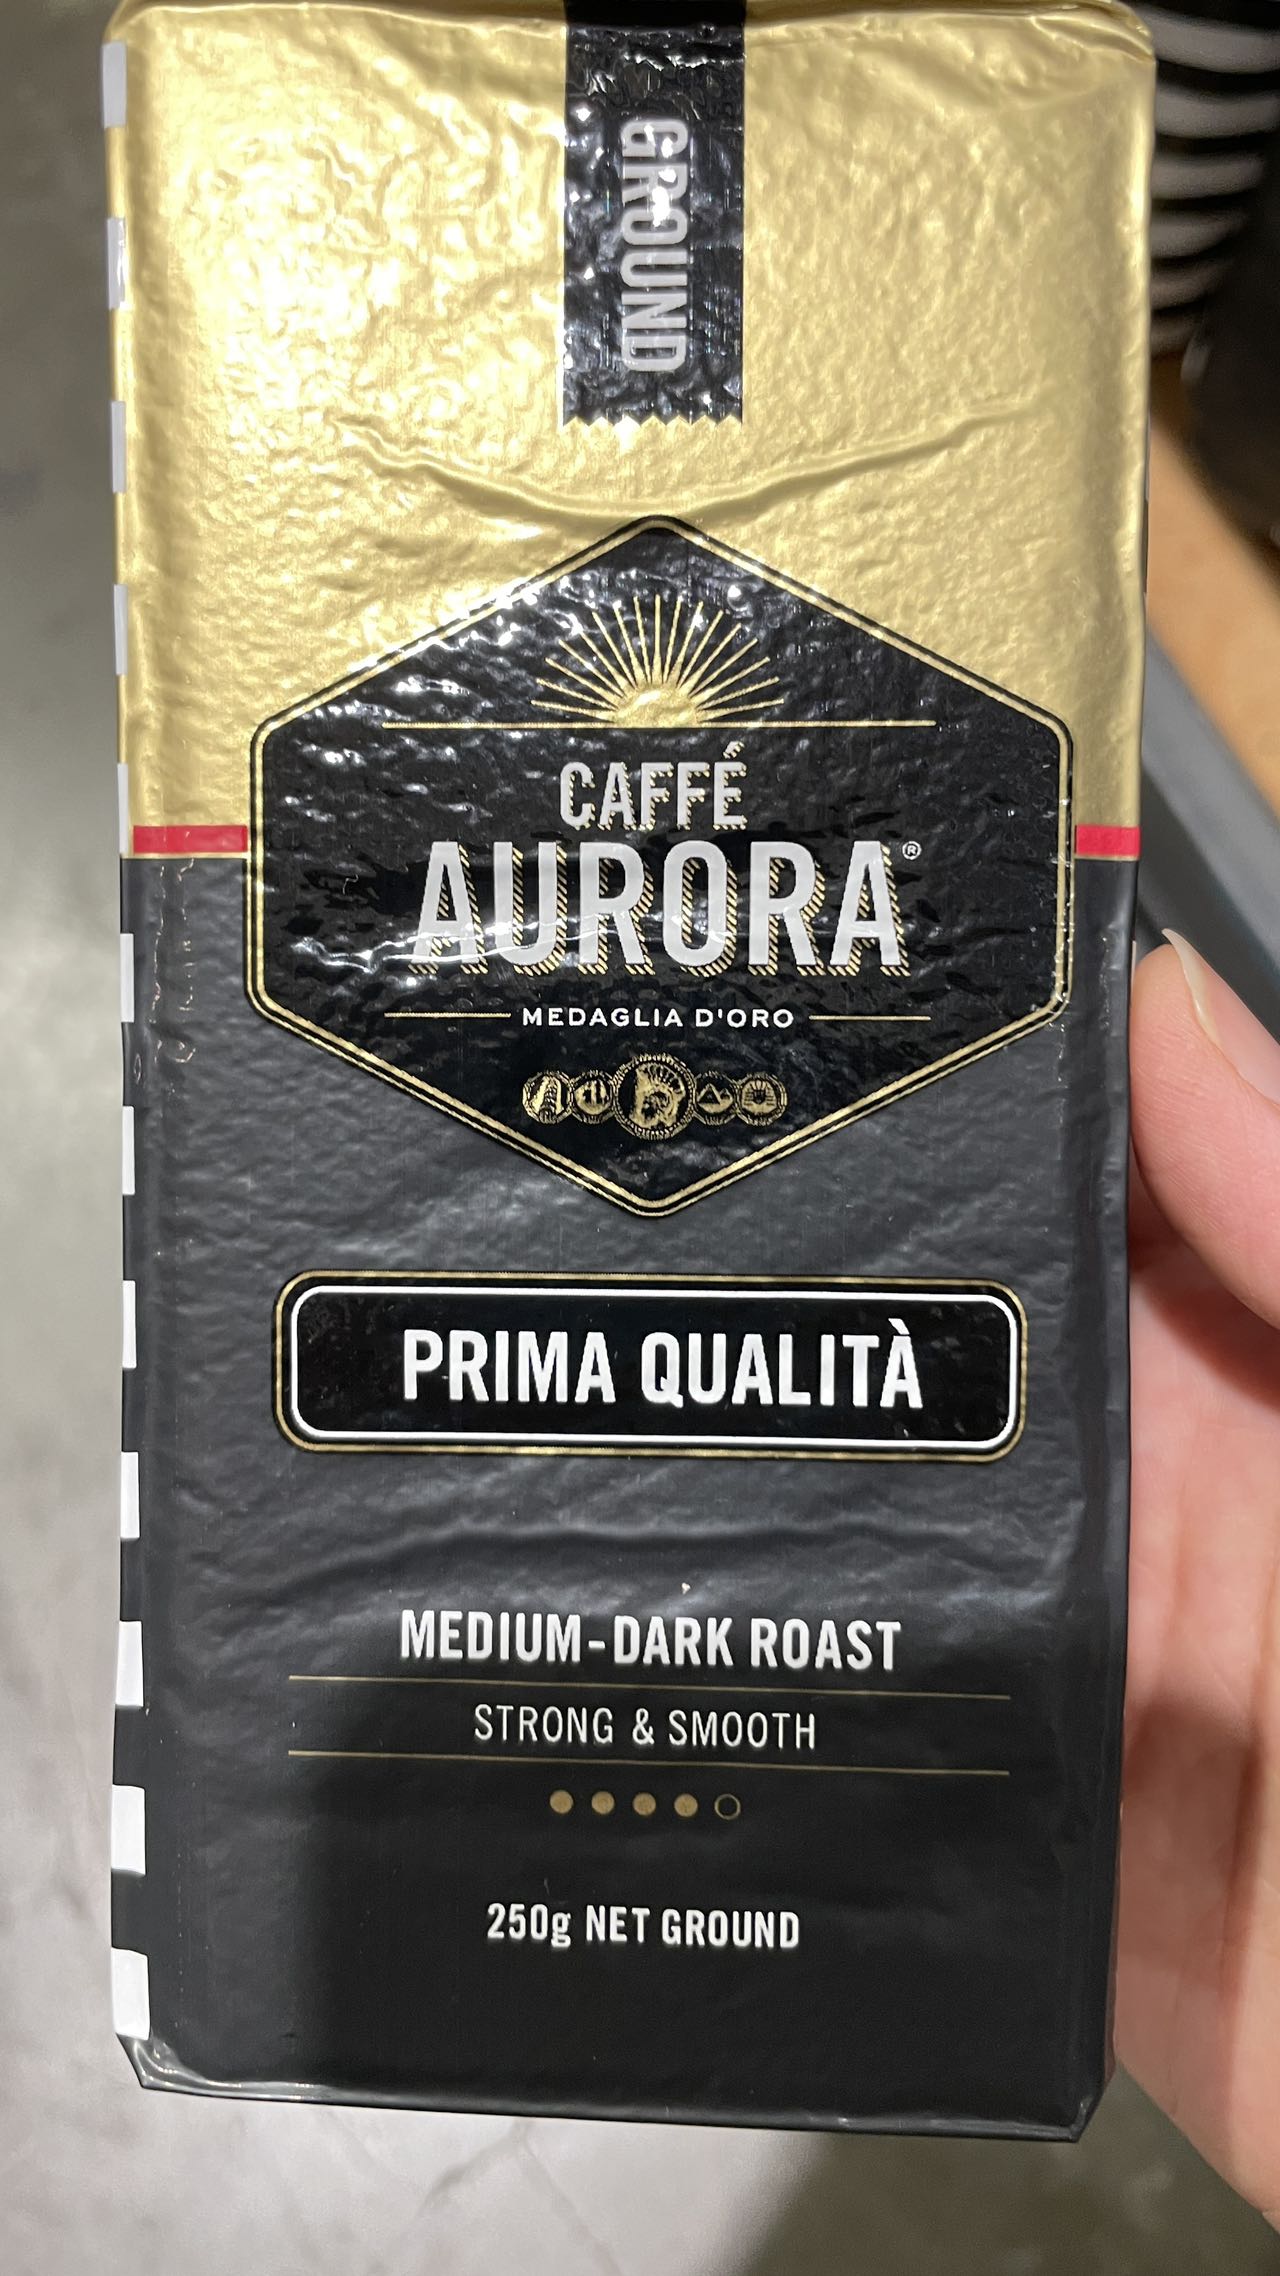 GROUND
CAFFÉ
AURORA®
MEDAGLIA D'ORO
PRIMA QUALITÀ
MEDIUM-DARK ROAST
STRONG & SMOOTH
250g NET GROUND